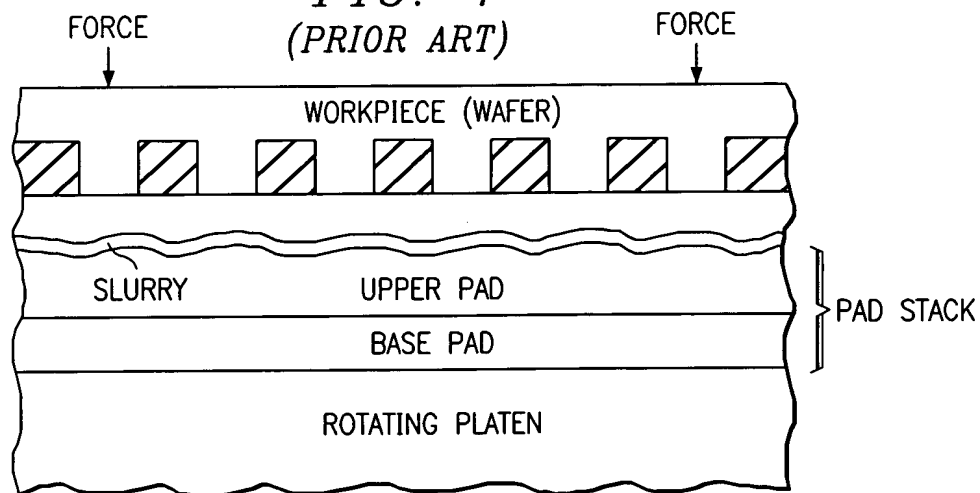 FORCE
(PRIOR ART)
FORCE
WORKPIECE (WAFER)
SLURRY
UPPER PAD
PAD STACK
BASE PAD
ROTATING PLATEN